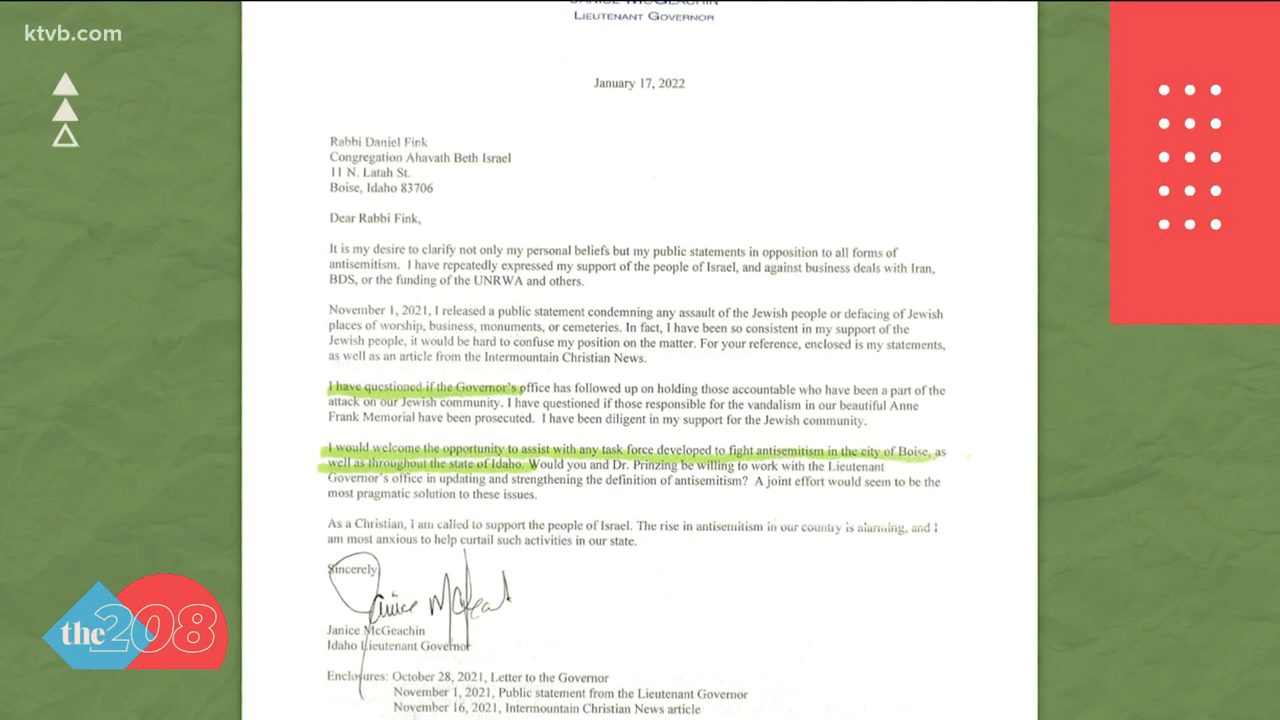 ktvb.com
LIEUTENANT GOVERNOR
January 17, 2022
Rabbi Daniel Fink
Congregation Ahavath Beth Israel
11 N. Latah St.
Boise, Idaho 83706
Dear Rabbi Fink,
It is my desire to clarify not only my personal beliefs but my public statements in opposition to all forms of
antisemitism. I have repeatedly expressed my support of the people of Israel, and against business deals with Iran,
BDS, or the funding of the UNRWA and others.
November 1, 2021, I released a public statement condemning any assault of the Jewish people or defacing of Jewish
places of worship, business, monuments, or cemeteries. In fact, I have been so consistent in my support of the
Jewish people, it would be hard to confuse my position on the matter. For your reference, enclosed is my statements,
as well as an article from the Intermountain Christian News.
I have questioned if the Governor's office has followed up on holding those accountable who have been a part of the
attack on our Jewish community. I have questioned if those responsible for the vandalism in our beautiful Anne
Frank Memorial have been prosecuted. I have been diligent in my support for the Jewish community.
I would welcome the opportunity to assist with any task force developed to fight antisemitism in the city of Boise, as
well as throughout the state of Idaho. Would you and Dr. Prinzing be willing to work with the Lieutenant
Governor's office in updating and strengthening the definition of antisemitism? A joint effort would seem to be the
most pragmatic solution to these issues.
As a Christian, I am called to support the people of Israel. The rise in antisemitism in our country is alarming, and I
am most anxious to help curtail such activities in our state.
Sincerely
Janice McGeachin
Idaho Lieutenant Governor
Enclosures: October 28, 2021, Letter to the Governor
November 1, 2021, Public statement from the Lieutenant Governor
November 16, 2021, Intermountain Christian News article
the 208